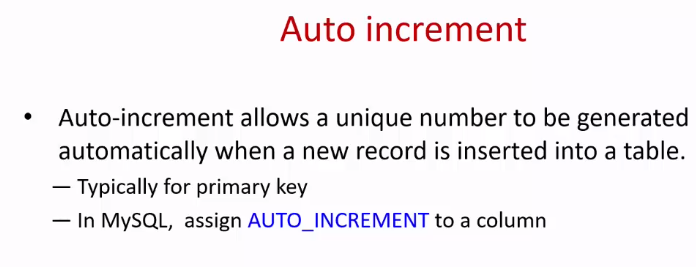 Auto increment
• Auto-increment allows a unique number to be generated
automatically when a new record is inserted into a table.
— Typically for primary key
— In MySQL, assign AUTO_INCREMENT to a column